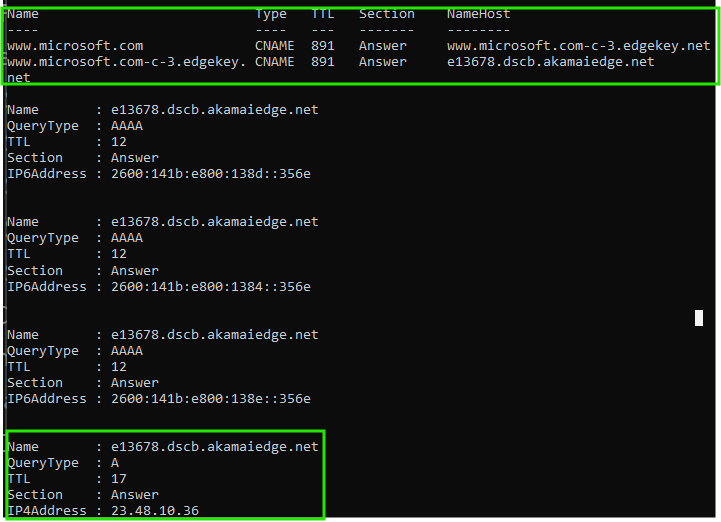 Name                           Type   TTL   Section    NameHost
----                           ----   ---   -------    --------
www.microsoft.com              CNAME  891   Answer     www.microsoft.com-c-3.edgekey.net
www.microsoft.com-c-3.edgekey. CNAME  891   Answer     e13678.dscb.akamaiedge.net
net
Name       : e13678.dscb.akamaiedge.net
QueryType  : AAAA
TTL        : 12
Section    : Answer
IP6Address : 2600:141b:e800:138d::356e
Name       : e13678.dscb.akamaiedge.net
QueryType  : AAAA
TTL        : 12
Section    : Answer
IP6Address : 2600:141b:e800:1384::356e
Name       : e13678.dscb.akamaiedge.net
QueryType  : AAAA
TTL        : 12
Section    : Answer
IP6Address : 2600:141b:e800:138e::356e
Name       : e13678.dscb.akamaiedge.net
QueryType  : A
TTL        : 17
Section    : Answer
IP4Address : 23.48.10.36